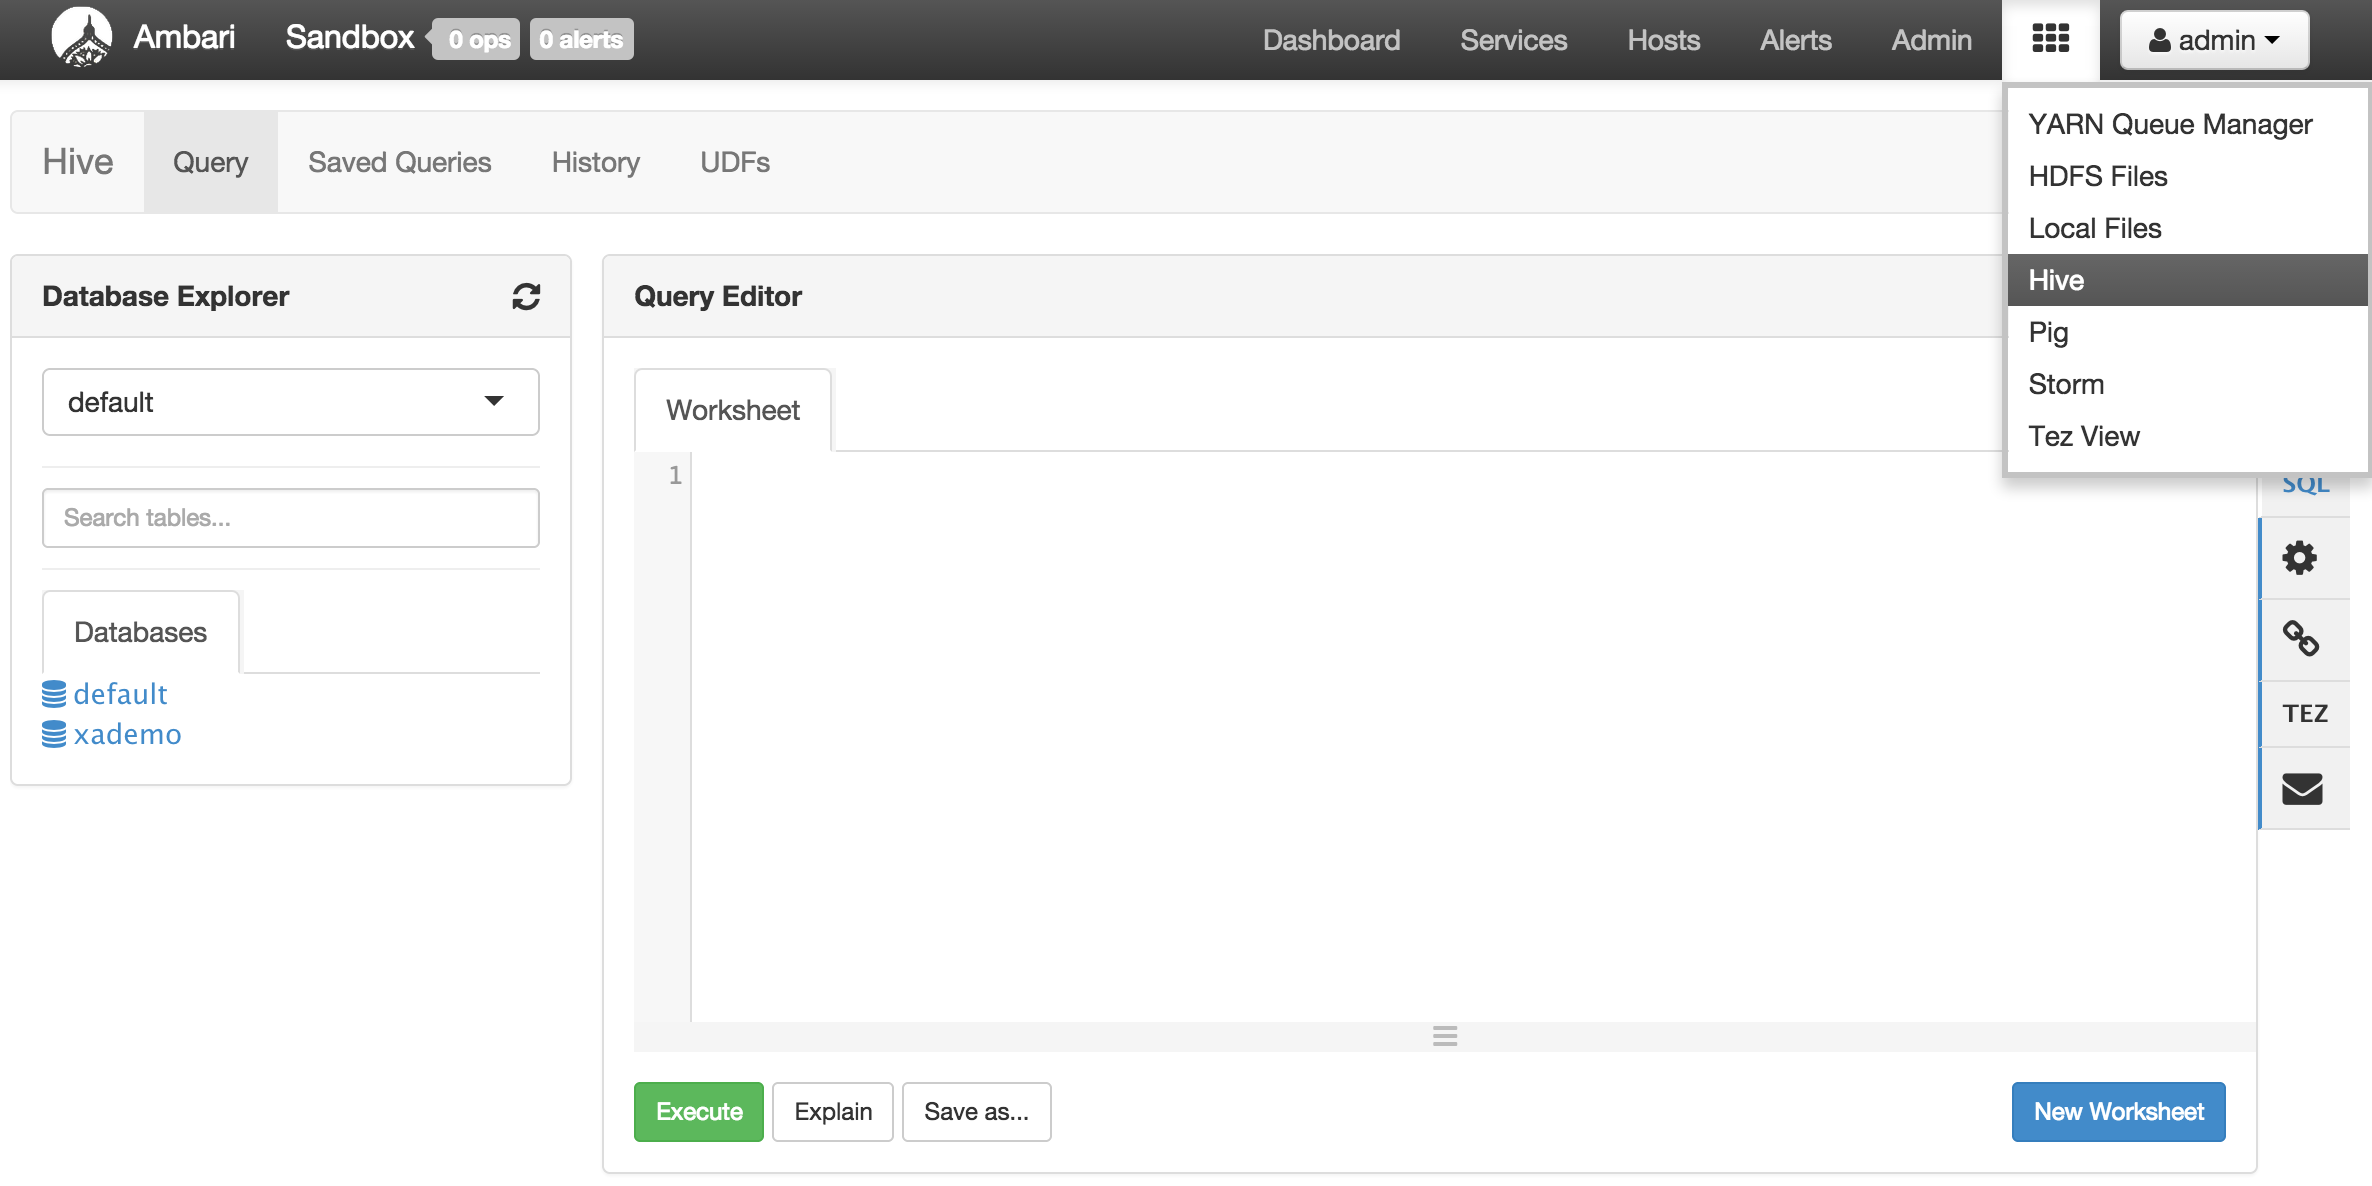 Ambari Sandbox 0 ops 0 alerts Dashboard Services Hosts Alerts Admin admin
Hive Query Saved Queries History UDFs
YARN Queue Manager
HDFS Files
Local Files
Hive
Pig
Storm
Tez View
Database Explorer
default
Search tables...
Databases
default
xademo
Query Editor
Worksheet
1
SQL
TEZ
Execute Explain Save as... New Worksheet